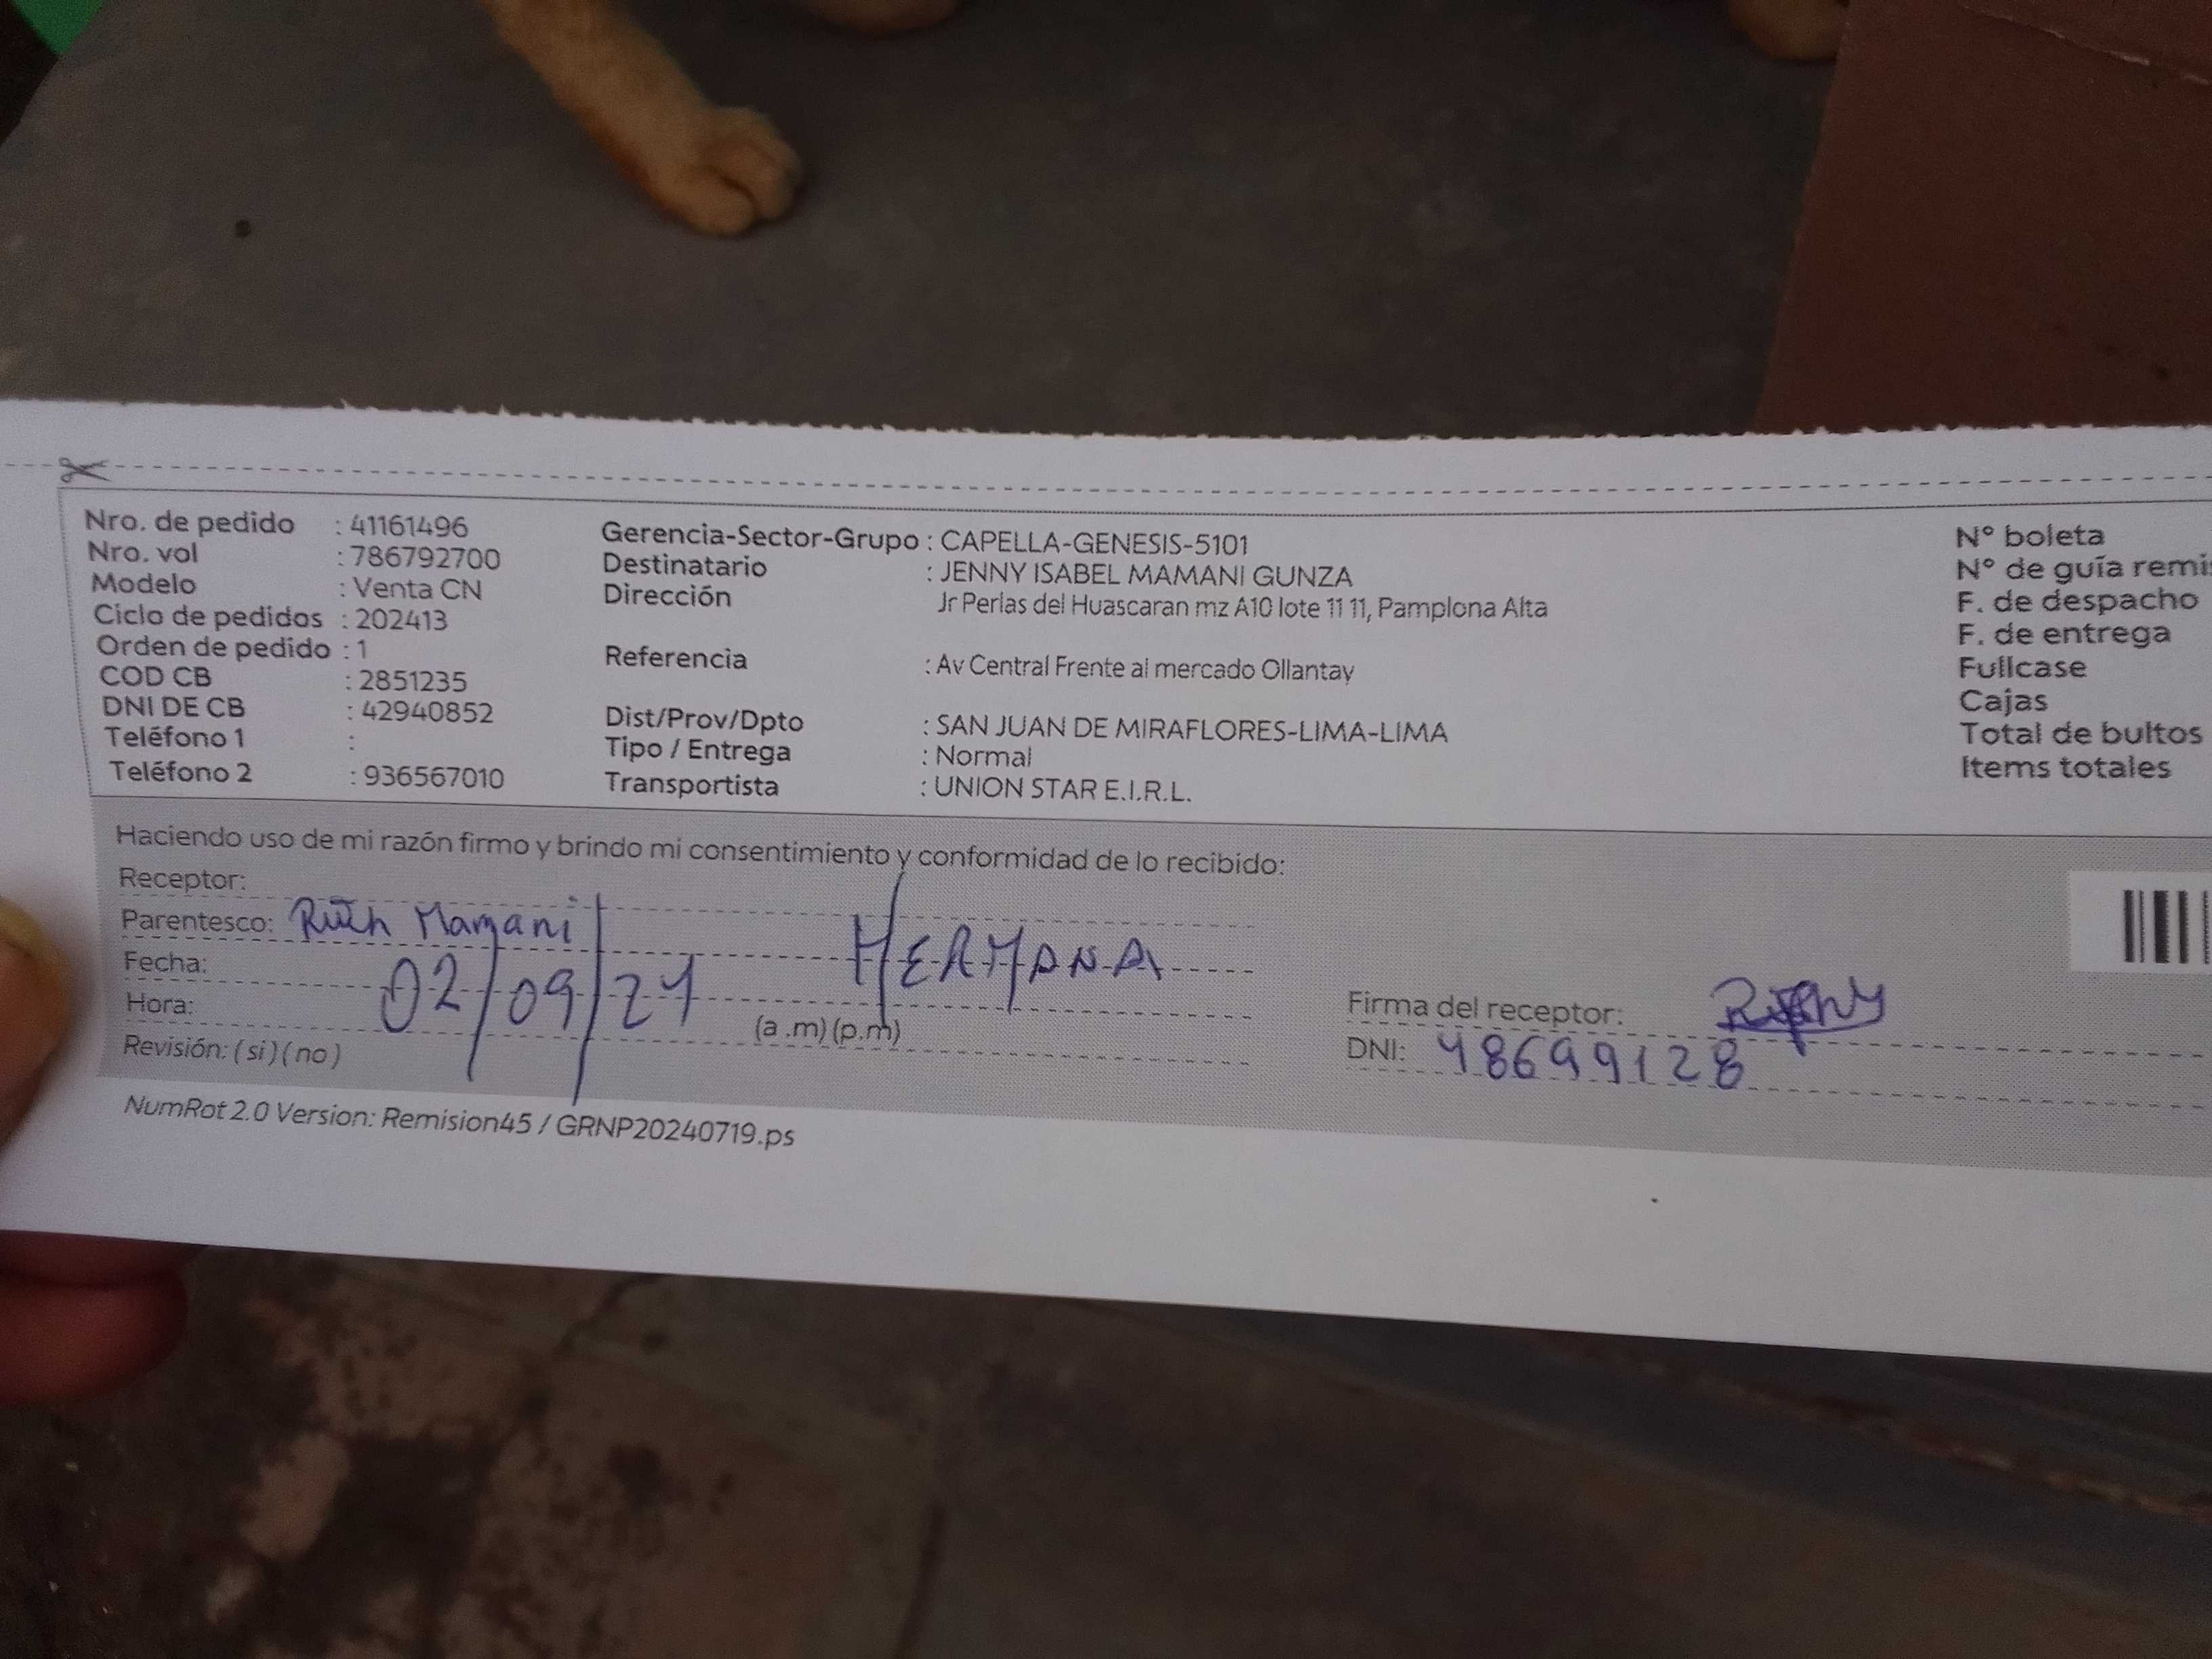 Nro. de pedido : 41161496
Nro. vol : 786792700
Modelo : Venta CN
Ciclo de pedidos : 202413
Orden de pedido : 1
COD CB : 2851235
DNI DE CB : 42940852
Teléfono 1 :
Teléfono 2 : 936567010
Gerencia-Sector-Grupo : CAPELLA-GENESIS-5101
Destinatario : JENNY ISABEL MAMANI GUNZA
Dirección Jr Perlas del Huascaran mz A10 lote 11 11, Pamplona Alta
Referencia : Av Central Frente al mercado Ollantay
Dist/Prov/Dpto : SAN JUAN DE MIRAFLORES-LIMA-LIMA
Tipo / Entrega : Normal
Transportista : UNION STAR E.I.R.L.
N° boleta
N° de guía remis
F. de despacho
F. de entrega
Fullcase
Cajas
Total de bultos
Items totales
Haciendo uso de mi razón firmo y brindo mi consentimiento y conformidad de lo recibido:
Receptor:
Parentesco: Ruth Mamani HERMANA
Fecha: 02/09/24
Hora: (a .m) (p.m)
Revisión: ( si ) ( no )
Firma del receptor:
DNI: 48699128
NumRot 2.0 Version: Remision45 / GRNP20240719.ps